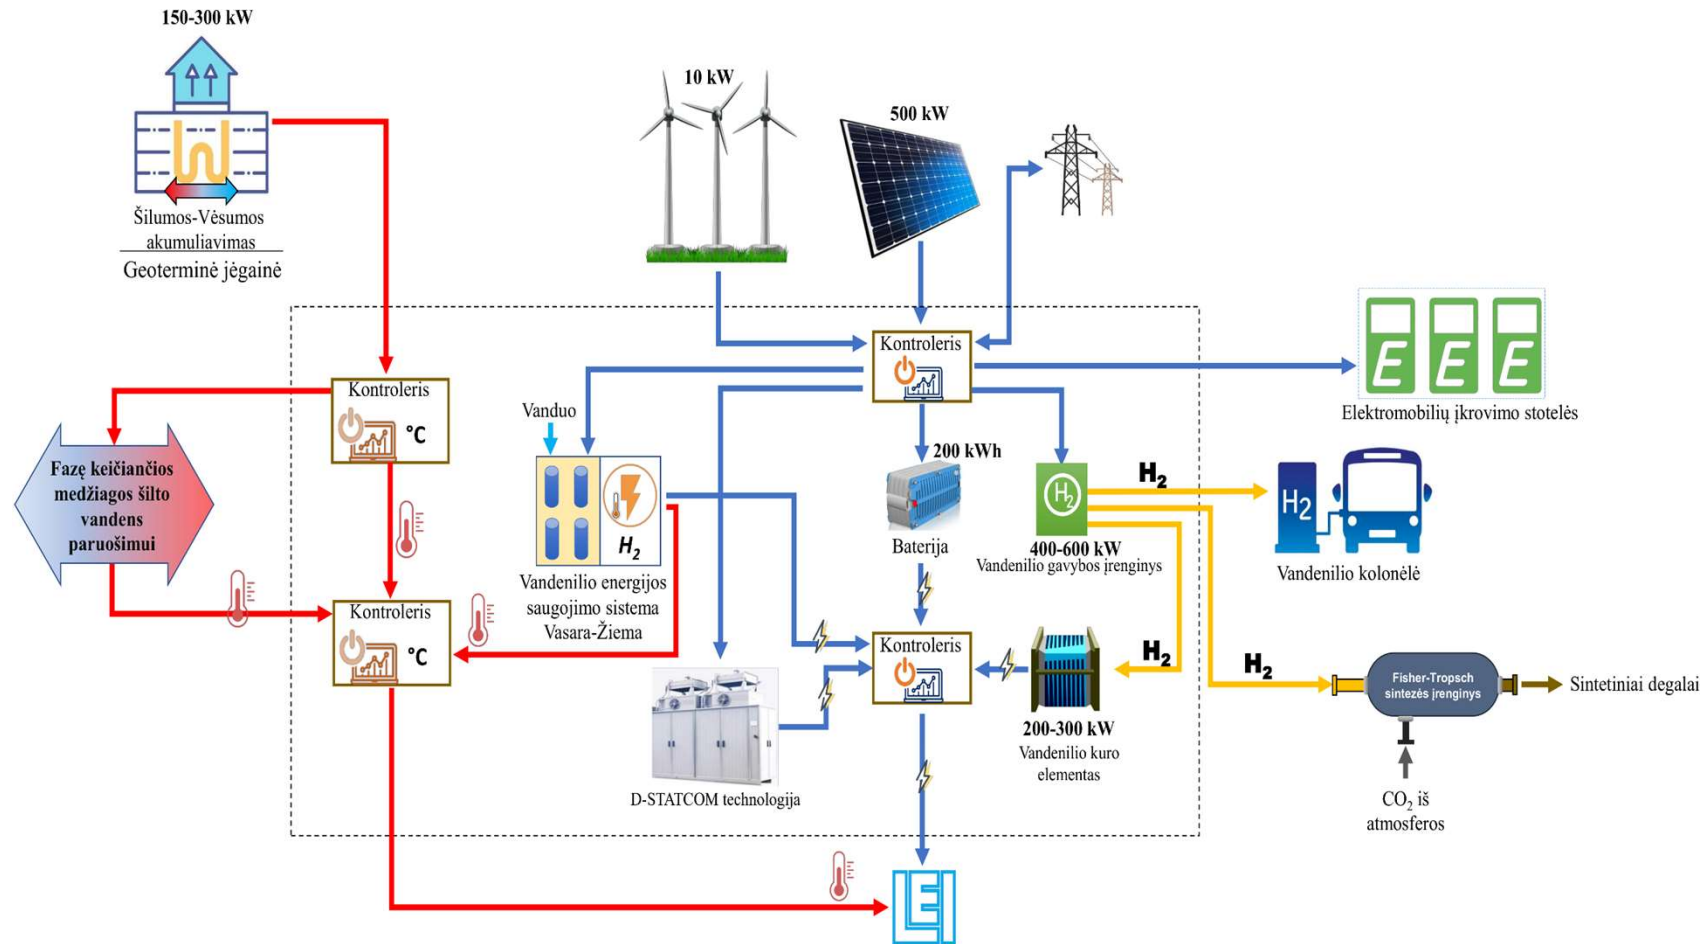 150-300 kW
Šilumos-Vėsumos
akumuliavimas
Geoterminė jėgainė
10 kW
500 kW
Kontroleris
Kontroleris
°C
Fazę keičiančios
medžiagos šilto
vandens
paruošimui
Kontroleris
°C
Vanduo
H2
Vandenilio energijos
saugojimo sistema
Vasara-Žiema
D-STATCOM technologija
200 kWh
Baterija
Kontroleris
H2
400-600 kW
Vandenilio gavybos įrenginys
H2
200-300 kW
Vandenilio kuro
elementas
E E E
Elektromobilių įkrovimo stotelės
H2
H2
Vandenilio kolonėlė
H2
Fisher-Tropsch
sintezės įrenginys
Sintetiniai degalai
CO2 iš
atmosferos
LEI